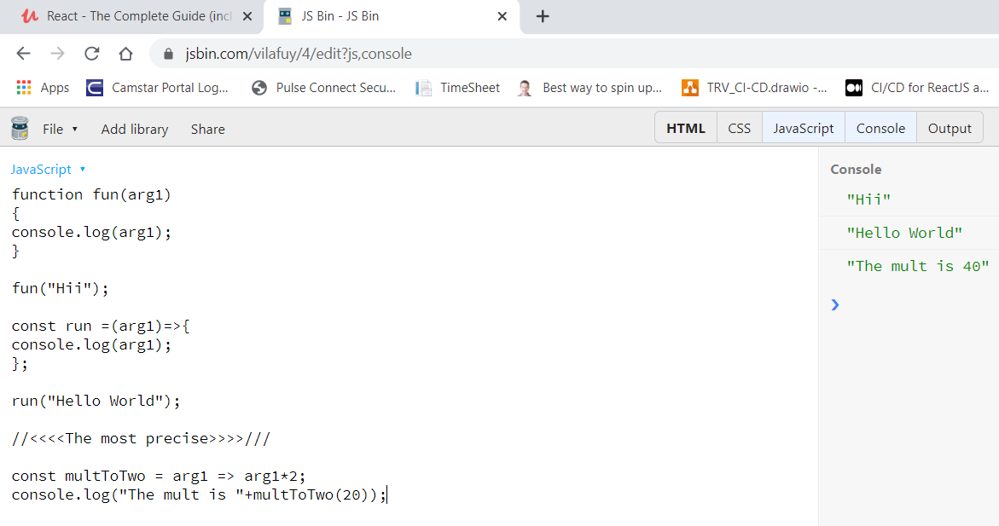 React - The Complete Guide (incl
JS Bin - JS Bin
jsbin.com/vilafuy/4/edit?js,console
Apps
Camstar Portal Log...
Pulse Connect Secu...
TimeSheet
Best way to spin up...
TRV_CI-CD.drawio -...
CI/CD for ReactJS a...
File
Add library
Share
HTML
CSS
JavaScript
Console
Output
JavaScript
function fun(arg1)
{
console.log(arg1);
}
fun("Hii");
const run =(arg1)=>{
console.log(arg1);
};
run("Hello World");
//<<<<The most precise>>>>///
const multToTwo = arg1 => arg1*2;
console.log("The mult is "+multToTwo(20));
Console
"Hii"
"Hello World"
"The mult is 40"